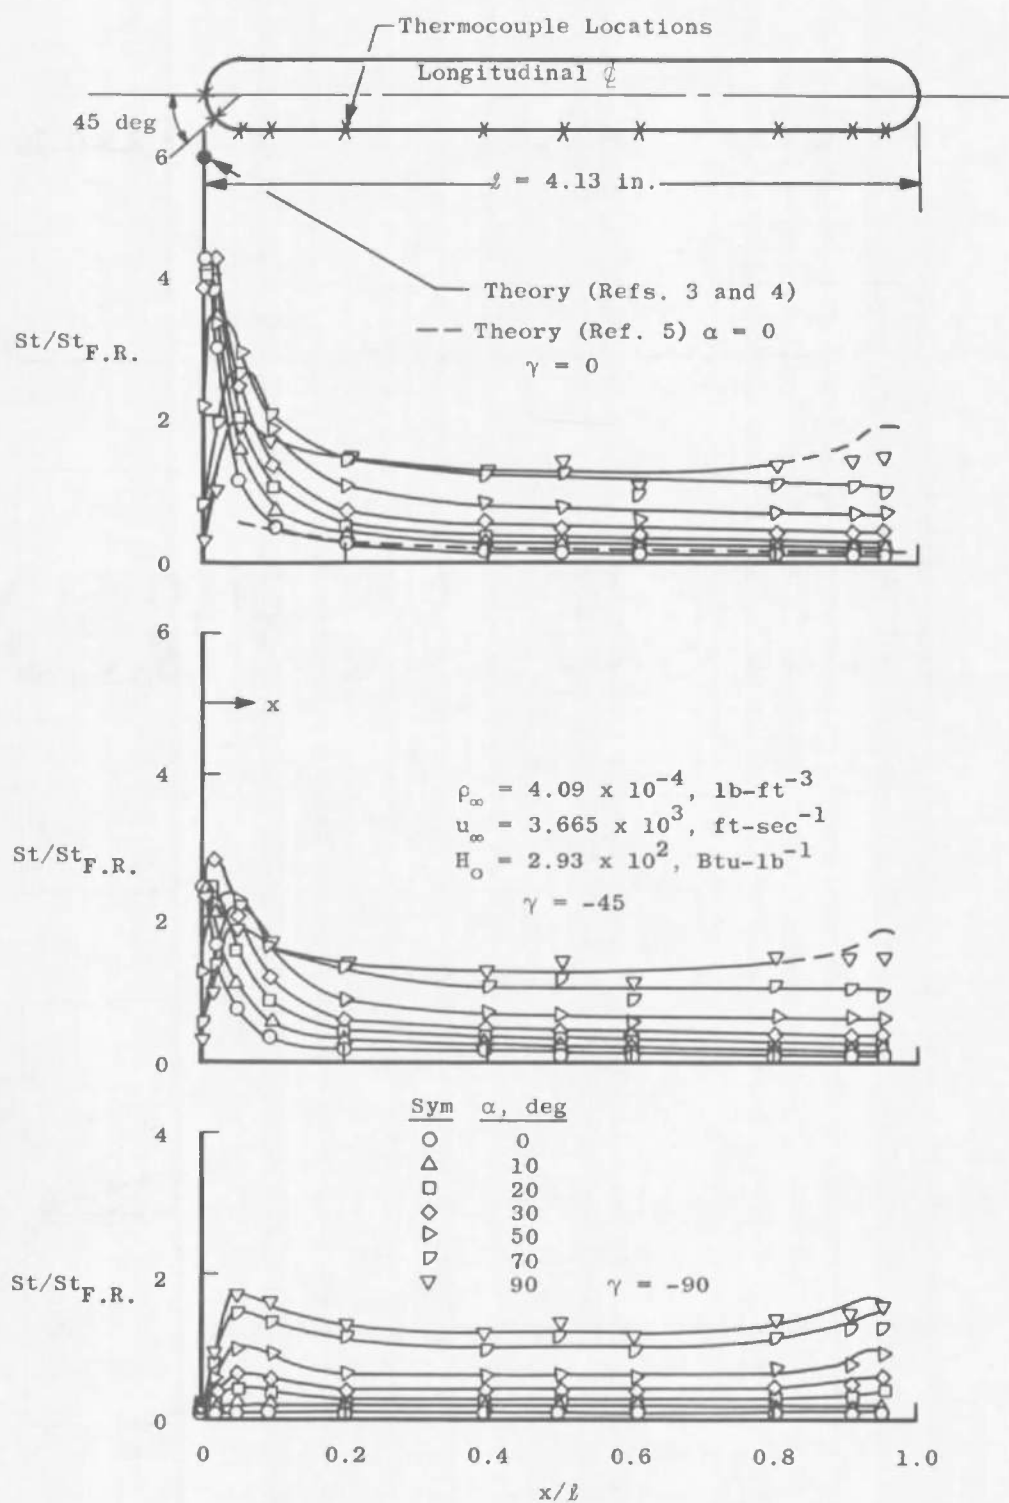 Thermocouple Locations
Longitudinal ℄
45 deg
ℓ = 4.13 in.
6
4
2
0
St/St_F.R.
Theory (Refs. 3 and 4)
Theory (Ref. 5) α = 0
γ = 0
6
4
2
0
x
St/St_F.R.
ρ_∞ = 4.09 x 10^-4, lb-ft^-3
u_∞ = 3.665 x 10^3, ft-sec^-1
H_o = 2.93 x 10^2, Btu-lb^-1
γ = -45
4
2
0
St/St_F.R.
Sym α, deg
0
10
20
30
50
70
90 γ = -90
0 0.2 0.4 0.6 0.8 1.0
x/ℓ